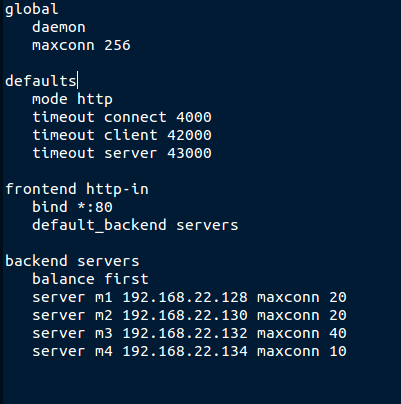 global
daemon
maxconn 256
defaults
mode http
timeout connect 4000
timeout client 42000
timeout server 43000
frontend http-in
bind *:80
default_backend servers
backend servers
balance first
server m1 192.168.22.128 maxconn 20
server m2 192.168.22.130 maxconn 20
server m3 192.168.22.132 maxconn 40
server m4 192.168.22.134 maxconn 10